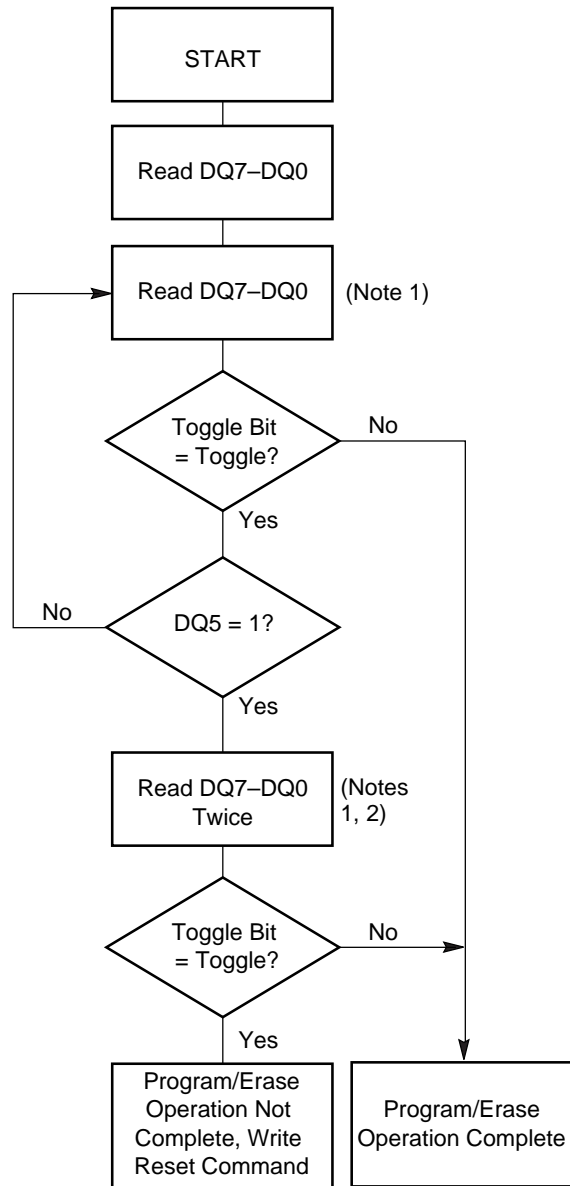 START
Read DQ7–DQ0
Read DQ7–DQ0
(Note 1)
Toggle Bit
= Toggle?
No
Yes
No
DQ5 = 1?
Yes
Read DQ7–DQ0
Twice
(Notes
1, 2)
Toggle Bit
= Toggle?
No
Yes
Program/Erase
Operation Not
Complete, Write
Reset Command
Program/Erase
Operation Complete